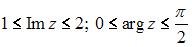 1 ≤ Im z ≤ 2; 0 ≤ arg z ≤ π/2